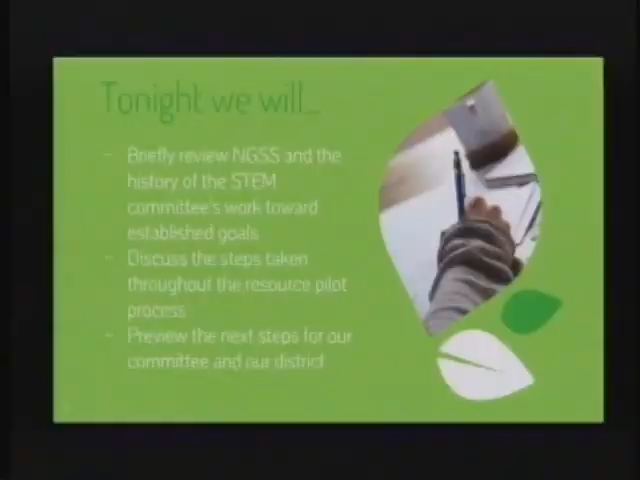 Tonight we will...
- Briefly review NGSS and the
history of the STEM
committee's work toward
established goals
- Discuss the steps taken
throughout the resource pilot
process
- Preview the next steps for our
committee and our district